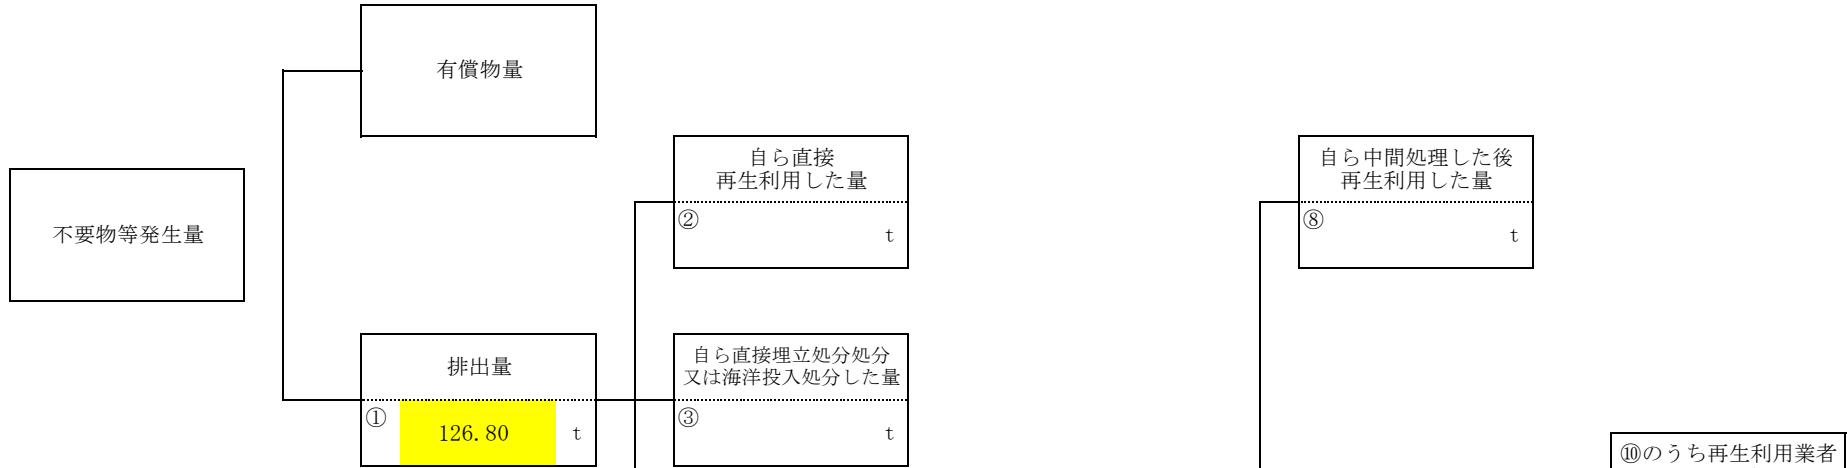 有償物量
自ら直接
再生利用した量
②
t
自ら中間処理した後
再生利用した量
⑧
t
不要物等発生量
排出量
①
126.80
t
自ら直接埋立処分処分
又は海洋投入処分した量
③
t
⑩のうち再生利用業者